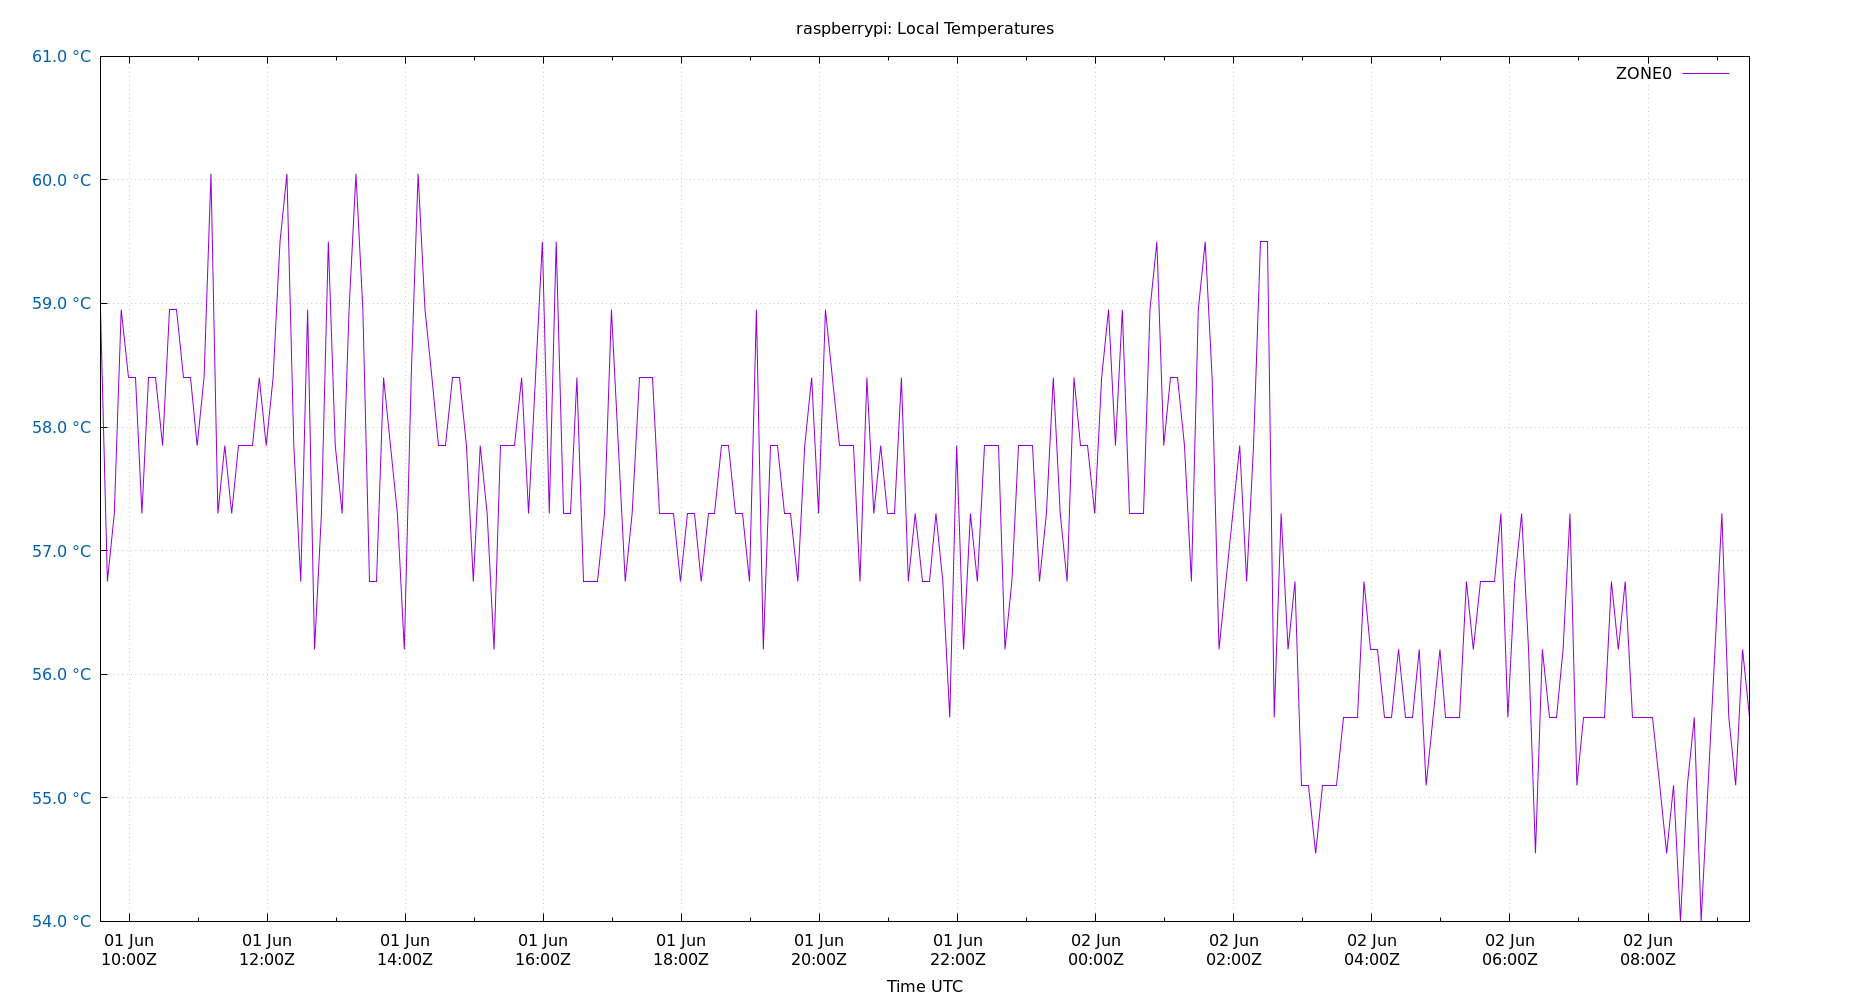 raspberrypi: Local Temperatures
61.0 °C
ZONE0
60.0 °C
59.0 °C
58.0 °C
57.0 °C
56.0 °C
55.0 °C
54.0 °C
01 Jun 01 Jun 01 Jun 01 Jun 01 Jun 01 Jun 01 Jun 02 Jun 02 Jun 02 Jun 02 Jun 02 Jun
10:00Z 12:00Z 14:00Z 16:00Z 18:00Z 20:00Z 22:00Z 00:00Z 02:00Z 04:00Z 06:00Z 08:00Z
Time UTC